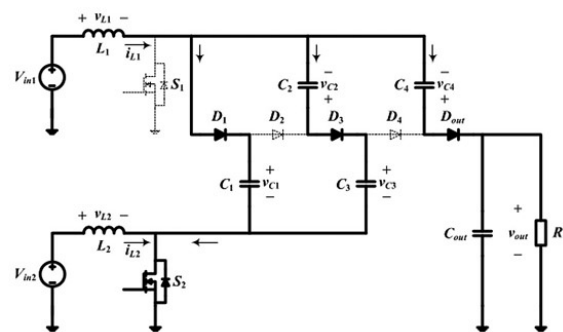 + vL1 −
L1
iL1
Vin1
S1
C2
−
vC2
+
C4
−
vC4
+
D1
D2
D3
D4
Dout
C1
+
vC1
−
C3
+
vC3
−
+ vL2 −
L2
iL2
Vin2
S2
Cout
+
vout
−
R